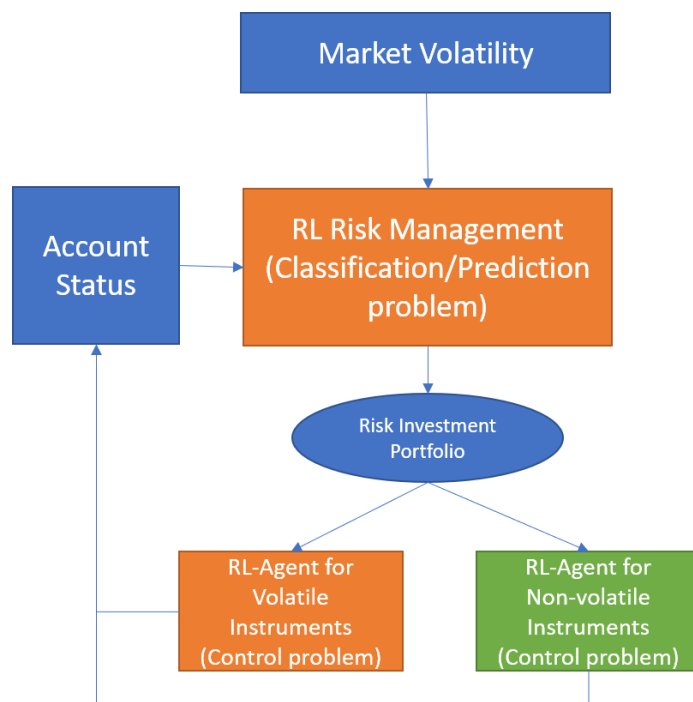 Market Volatility
Account
Status
RL Risk Management
(Classification/Prediction
problem)
Risk Investment
Portfolio
RL-Agent for
Volatile
Instruments
(Control problem)
RL-Agent for
Non-volatile
Instruments
(Control problem)